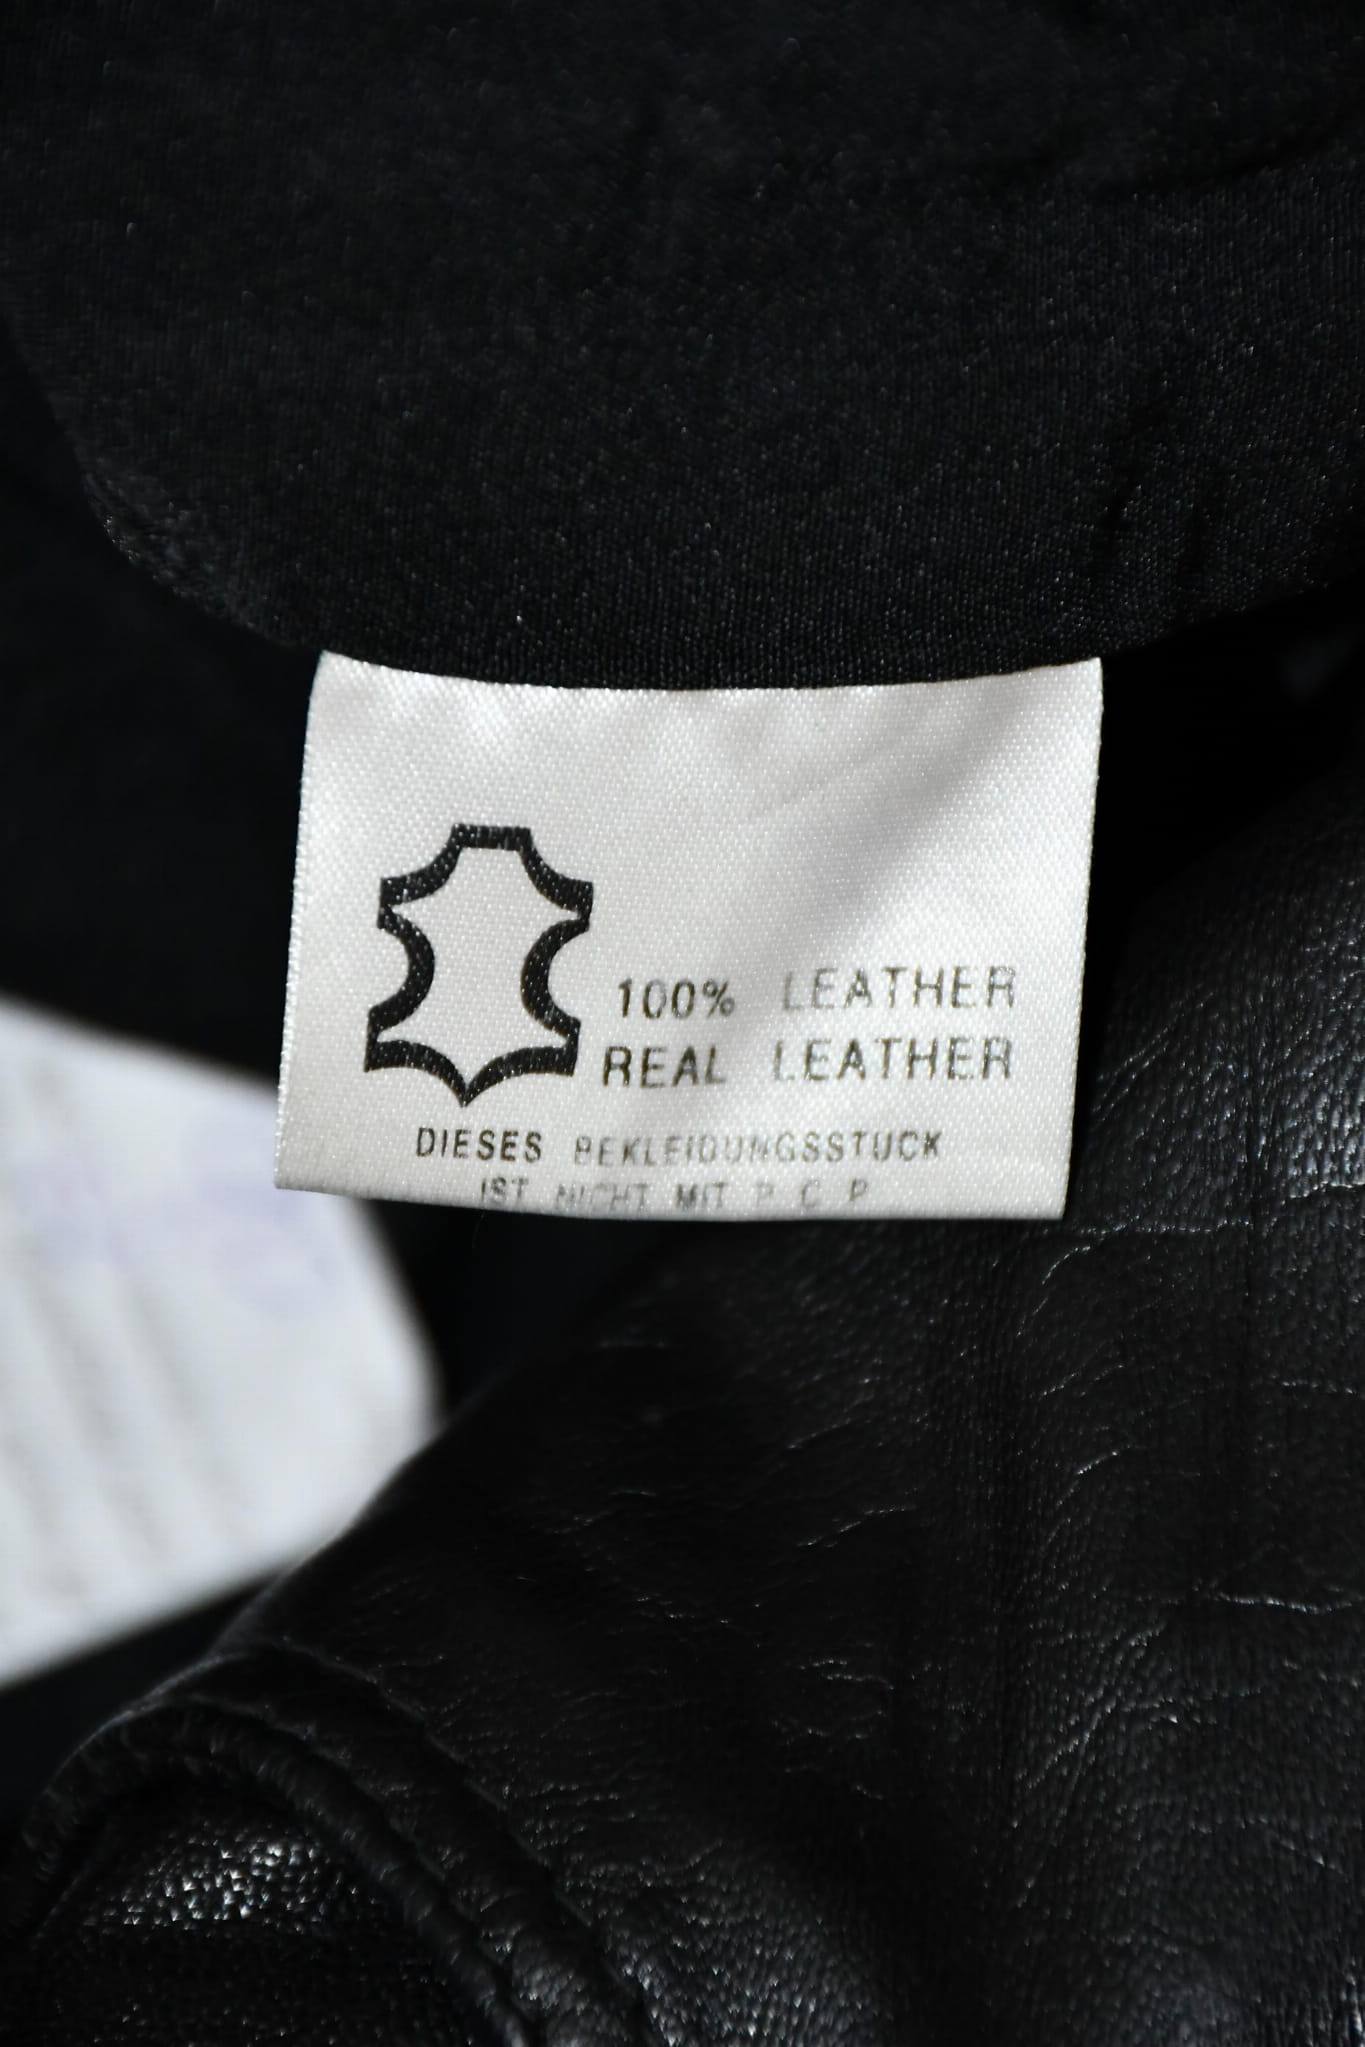 100% LEATHER
REAL LEATHER
DIESES BEKLEIDUNGSSTUCK
IST NICHT MIT P C P